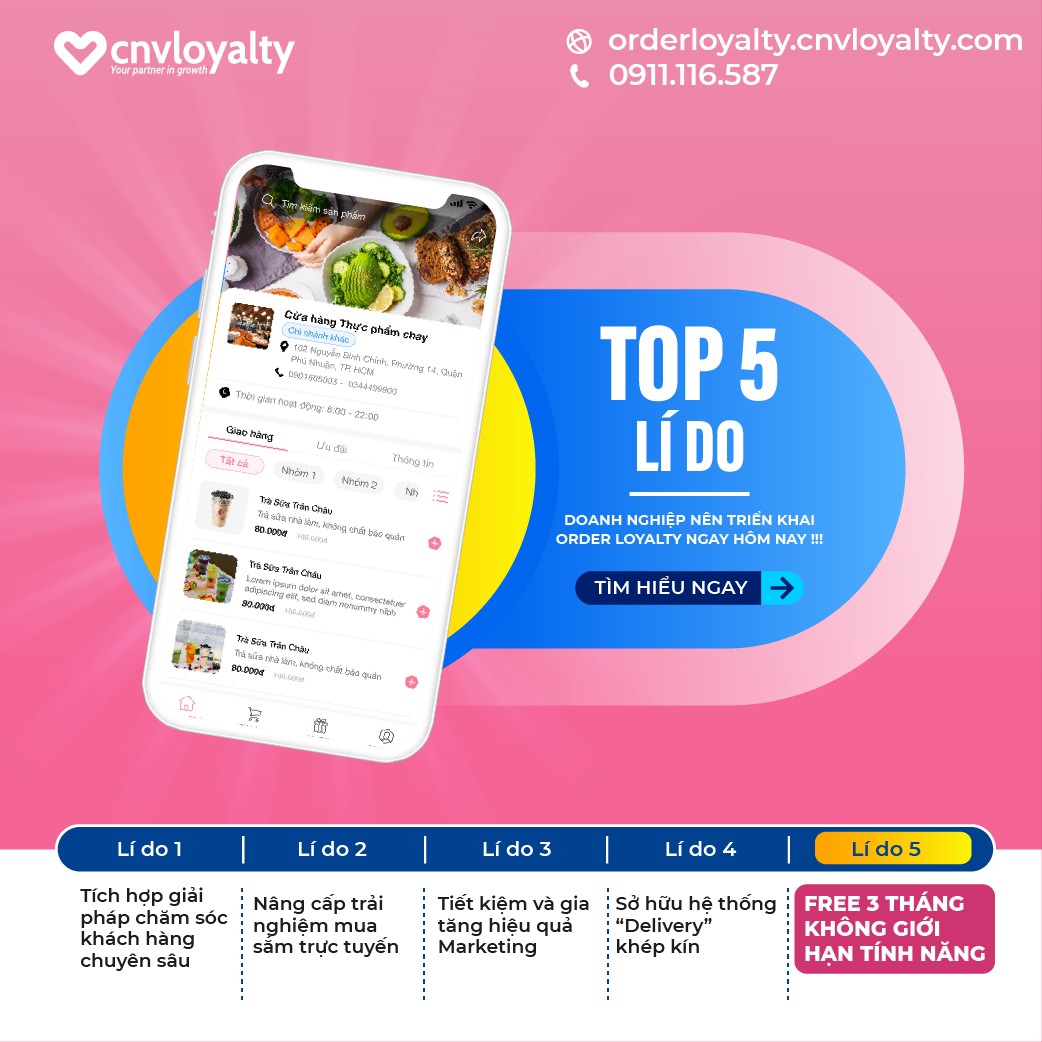 cnvloyalty
Your partner in growth
orderloyalty.cnvloyalty.com
0911.116.587
Tìm kiếm sản phẩm
Cửa hàng Thực phẩm chay
Chi nhánh khác
102 Nguyễn Đình Chính, Phường 14, Quận
Phú Nhuận, TP. HCM
0901605003 - 0344499903
Thời gian hoạt động: 8:00 - 22:00
Giao hàng
Ưu đãi
Thông tin
Tất cả
Nhóm 1
Nhóm 2
Nh
Trà Sữa Trân Châu
Trà sữa nhà làm, không chất bảo quản
80.000đ
Trà Sữa Trân Châu
Lorem ipsum dolor sit amet, consectetuer
adipiscing elit, sed diam nonummy nibh
80.000đ
Trà Sữa Trân Châu
Trà sữa nhà làm, không chất bảo quản
80.000đ
TOP 5
LÍ DO
DOANH NGHIỆP NÊN TRIỂN KHAI
ORDER LOYALTY NGAY HÔM NAY !!!
TÌM HIỂU NGAY
Lí do 1
Lí do 2
Lí do 3
Lí do 4
Lí do 5
Tích hợp giải
pháp chăm sóc
khách hàng
chuyên sâu
Nâng cấp trải
nghiệm mua
sắm trực tuyến
Tiết kiệm và gia
tăng hiệu quả
Marketing
Sở hữu hệ thống
“Delivery”
khép kín
FREE 3 THÁNG
KHÔNG GIỚI
HẠN TÍNH NĂNG